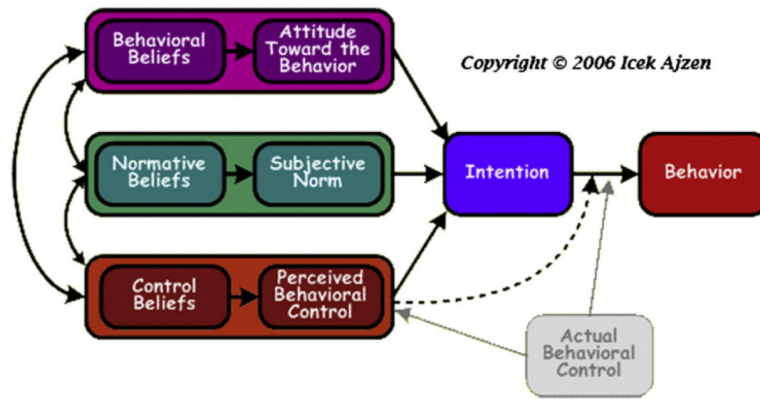 Behavioral
Beliefs
Attitude
Toward the
Behavior
Copyright © 2006 Icek Ajzen
Normative
Beliefs
Subjective
Norm
Intention
Behavior
Control
Beliefs
Perceived
Behavioral
Control
Actual
Behavioral
Control